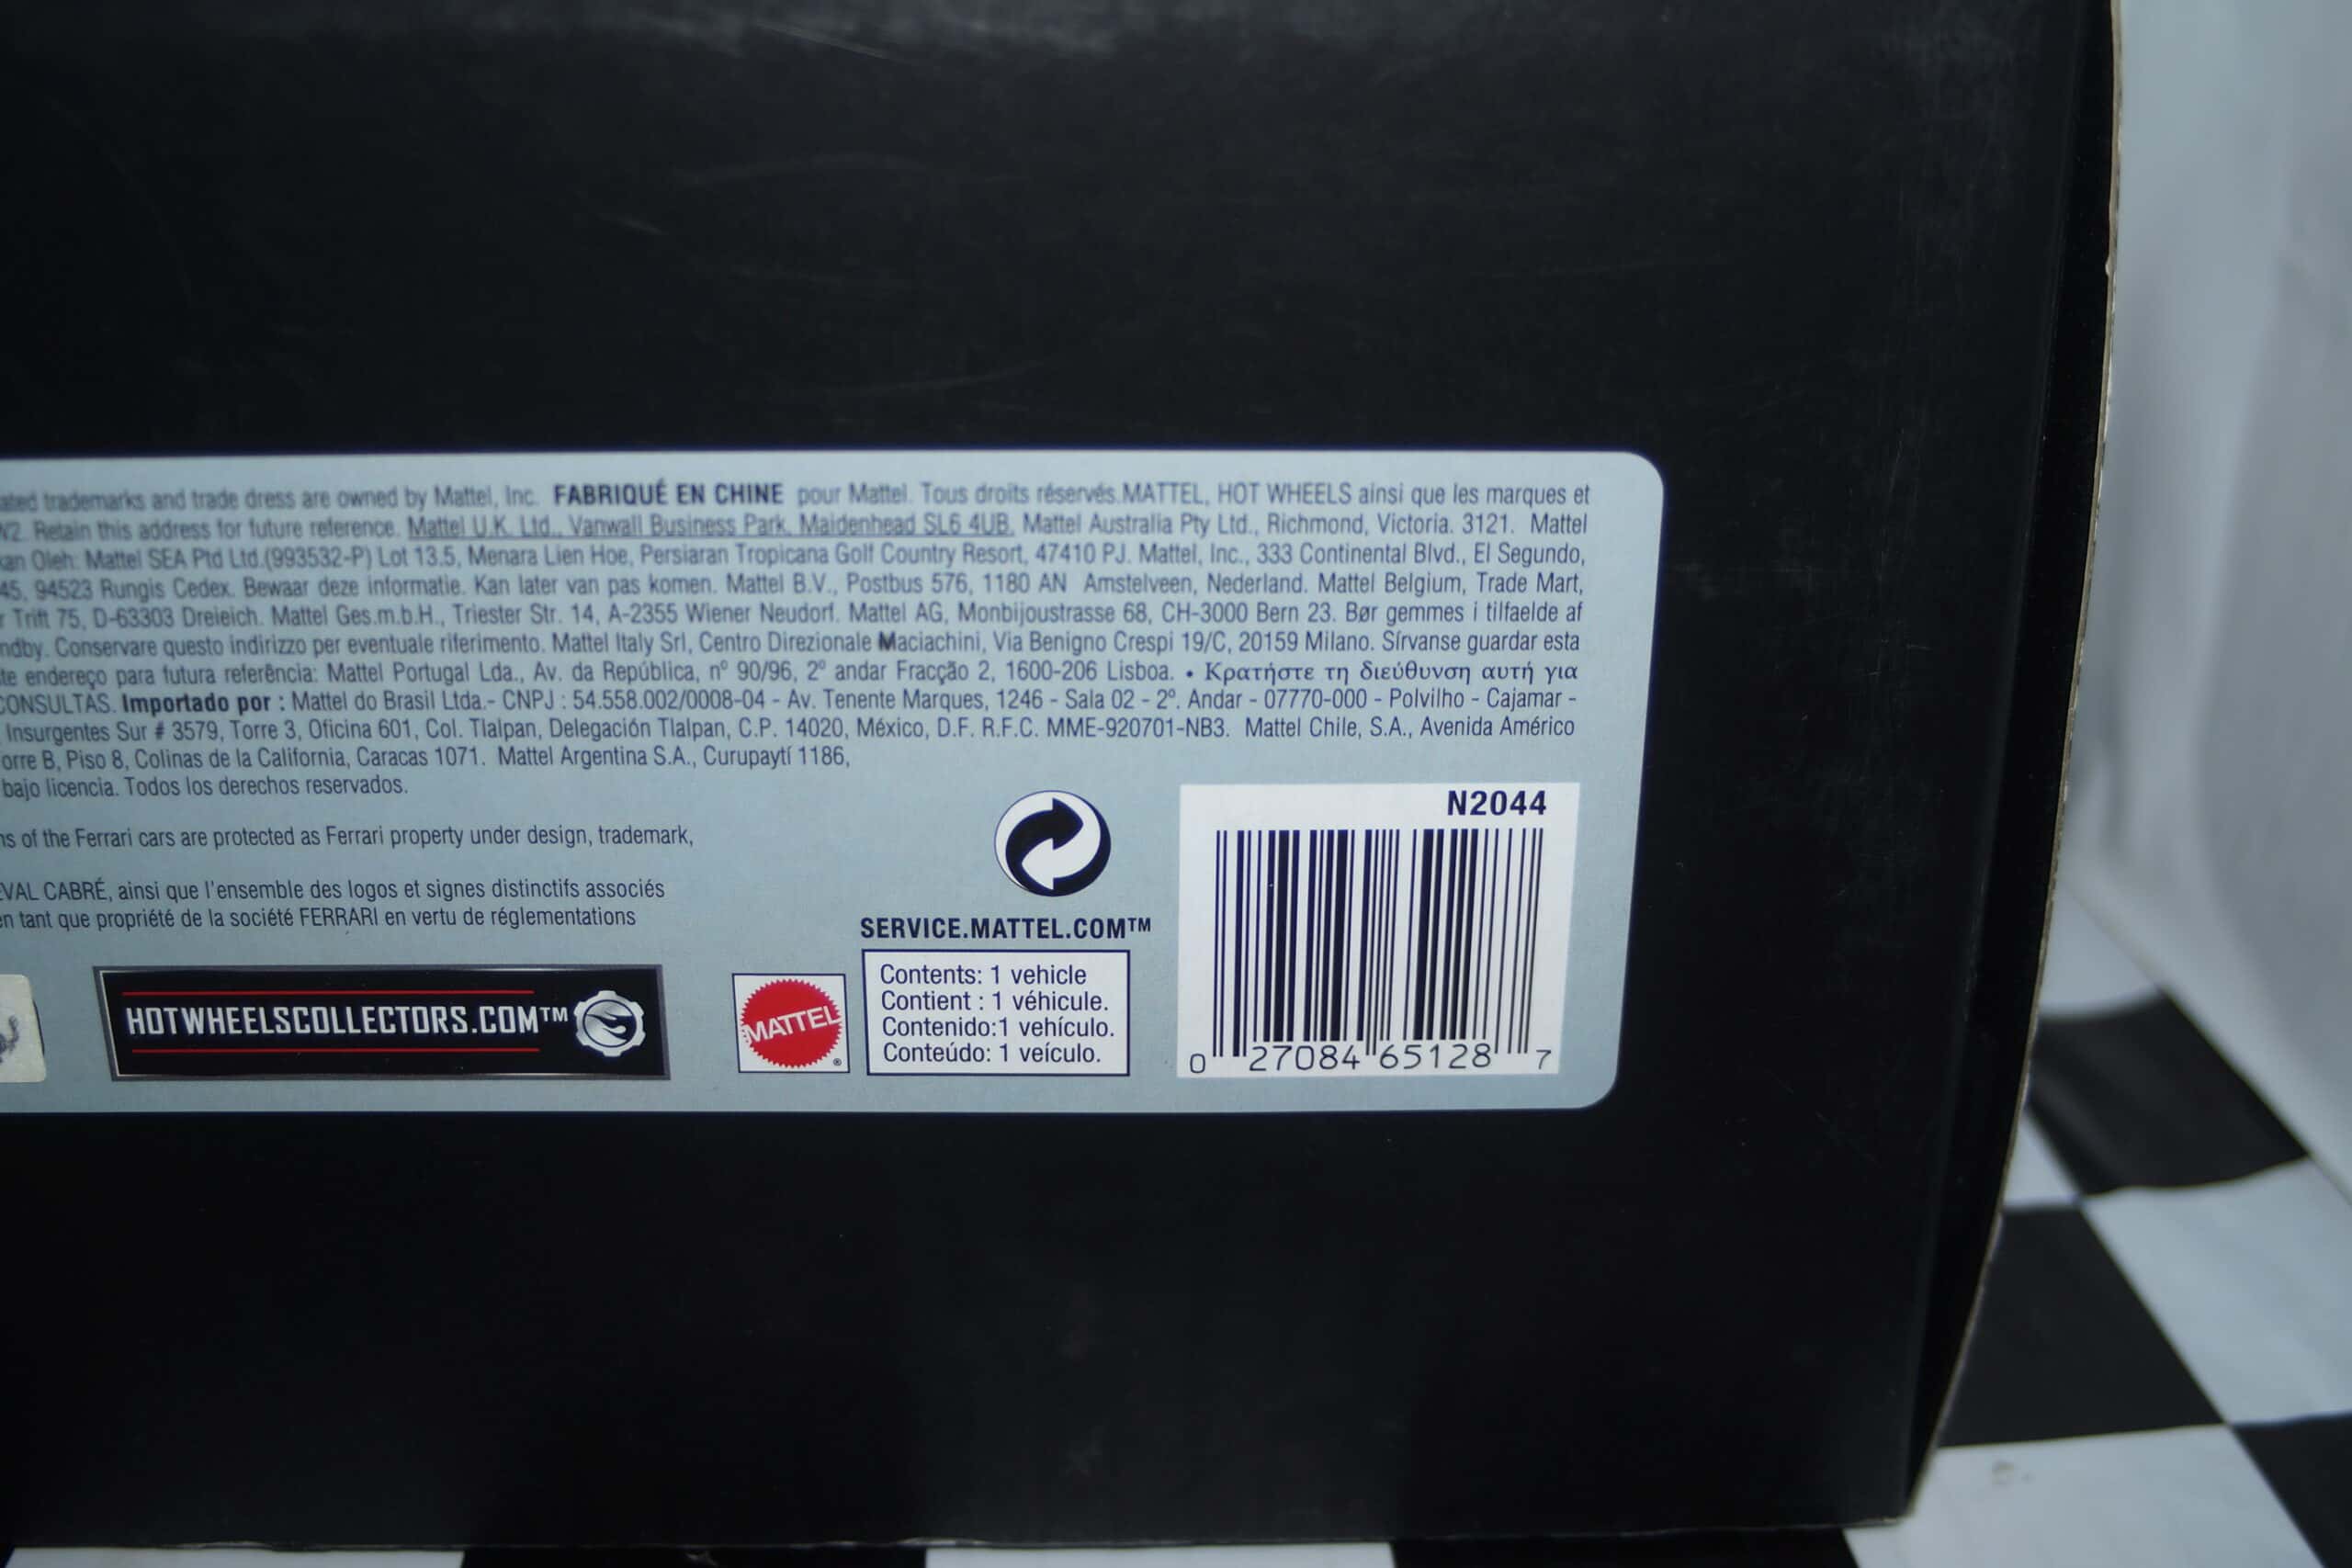 ated trademarks and trade dress are owned by Mattel, Inc. FABRIQUÉ EN CHINE pour Mattel. Tous droits réservés.MATTEL, HOT WHEELS ainsi que les marques et
Retain this address for future reference. Mattel U.K. Ltd., Vanwall Business Park, Maidenhead SL6 4UB. Mattel Australia Pty Ltd., Richmond, Victoria. 3121. Mattel
kan Oleh: Mattel SEA Ptd Ltd.(993532-P) Lot 13.5, Menara Lien Hoe, Persiaran Tropicana Golf Country Resort, 47410 PJ. Mattel, Inc., 333 Continental Blvd., El Segundo,
45, 94523 Rungis Cedex. Bewaar deze informatie. Kan later van pas komen. Mattel B.V., Postbus 576, 1180 AN Amstelveen, Nederland. Mattel Belgium, Trade Mart,
r Trift 75, D-63303 Dreieich. Mattel Ges.m.b.H., Triester Str. 14, A-2355 Wiener Neudorf. Mattel AG, Monbijoustrasse 68, CH-3000 Bern 23. Bør gemmes i tilfaelde af
ndby. Conservare questo indirizzo per eventuale riferimento. Mattel Italy Srl, Centro Direzionale Maciachini, Via Benigno Crespi 19/C, 20159 Milano. Sírvanse guardar esta
te endereço para futura referência: Mattel Portugal Lda., Av. da República, nº 90/96, 2º andar Fracção 2, 1600-206 Lisboa. • Κρατήστε τη διεύθυνση αυτή για
CONSULTAS. Importado por : Mattel do Brasil Ltda.- CNPJ : 54.558.002/0008-04 - Av. Tenente Marques, 1246 - Sala 02 - 2º. Andar - 07770-000 - Polvilho - Cajamar -
Insurgentes Sur # 3579, Torre 3, Oficina 601, Col. Tlalpan, Delegación Tlalpan, C.P. 14020, México, D.F. R.F.C. MME-920701-NB3. Mattel Chile, S.A., Avenida Américo
orre B, Piso 8, Colinas de la California, Caracas 1071. Mattel Argentina S.A., Curupaytí 1186,
bajo licencia. Todos los derechos reservados.
ns of the Ferrari cars are protected as Ferrari property under design, trademark,
EVAL CABRÉ, ainsi que l'ensemble des logos et signes distinctifs associés
en tant que propriété de la société FERRARI en vertu de réglementations
HOTWHEELSCOLLECTORS.COM™
MATTEL®
SERVICE.MATTEL.COM™
Contents: 1 vehicle
Contient : 1 véhicule.
Contenido:1 vehículo.
Conteúdo: 1 veículo.
N2044
0 27084 65128 7